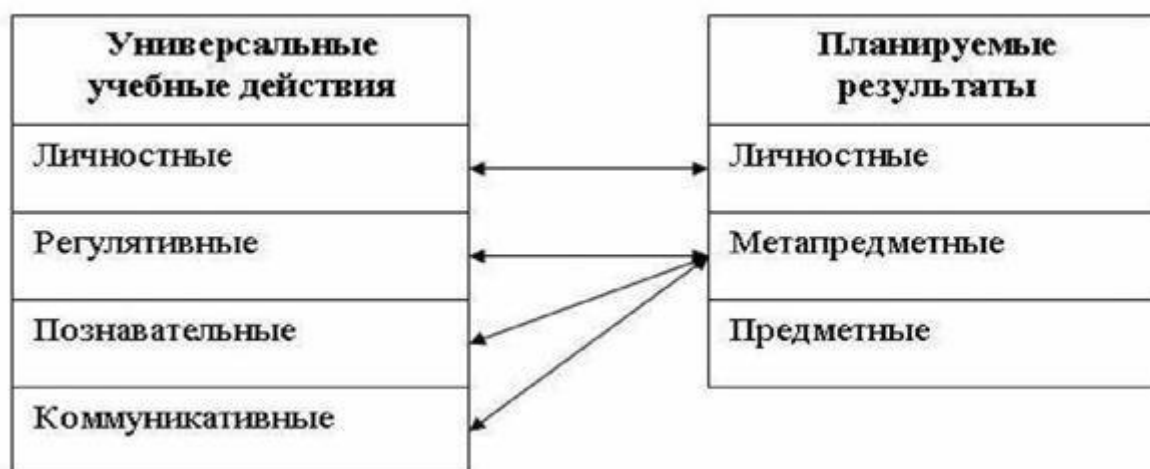 Универсальные
учебные действия
Личностные
Регулятивные
Познавательные
Коммуникативные
Планируемые
результаты
Личностные
Метапредметные
Предметные